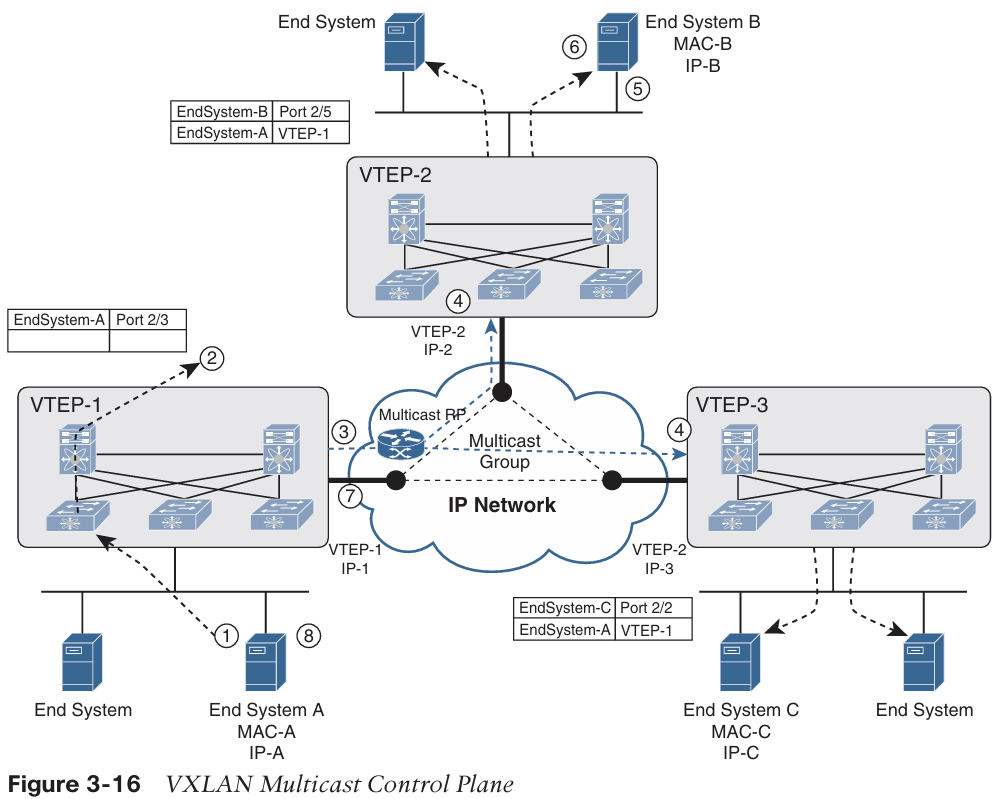 End System
End System B
MAC-B
IP-B
6
5
EndSystem-B Port 2/5
EndSystem-A VTEP-1
VTEP-2
4
VTEP-2
IP-2
EndSystem-A Port 2/3
2
VTEP-1
3
Multicast RP
Multicast
Group
IP Network
7
VTEP-1
IP-1
4
VTEP-3
VTEP-2
IP-3
1
8
End System
End System A
MAC-A
IP-A
EndSystem-C Port 2/2
EndSystem-A VTEP-1
End System C
MAC-C
IP-C
End System
Figure 3-16 VXLAN Multicast Control Plane